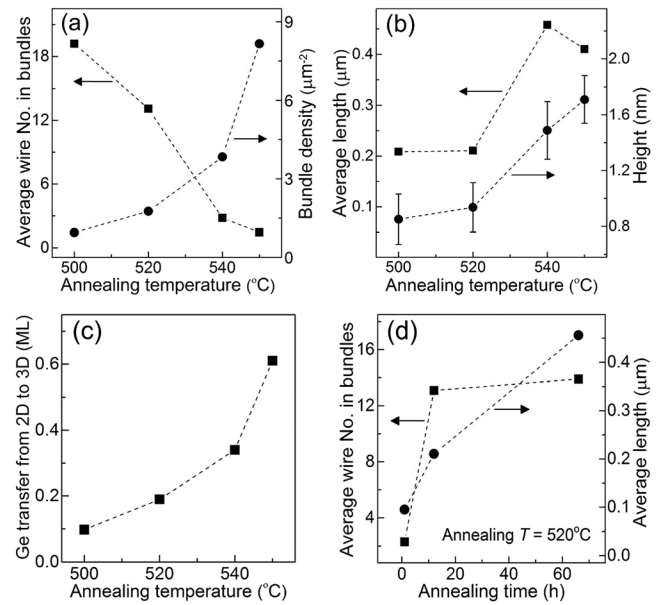 (a)
Average wire No. in bundles
0
3
6
9
12
15
18
500
520
540
Annealing temperature (°C)
Bundle density (μm-2)
0
3
6
9
(b)
Average length (μm)
0.1
0.2
0.3
0.4
500
520
540
Annealing temperature (°C)
Height (nm)
0.8
1.2
1.6
2.0
(c)
Ge transfer from 2D to 3D (ML)
0.0
0.2
0.4
0.6
500
520
540
Annealing temperature (°C)
(d)
Average wire No. in bundles
4
8
12
16
0
20
40
60
Annealing time (h)
Average length (μm)
0.0
0.1
0.2
0.3
0.4
Annealing T = 520°C